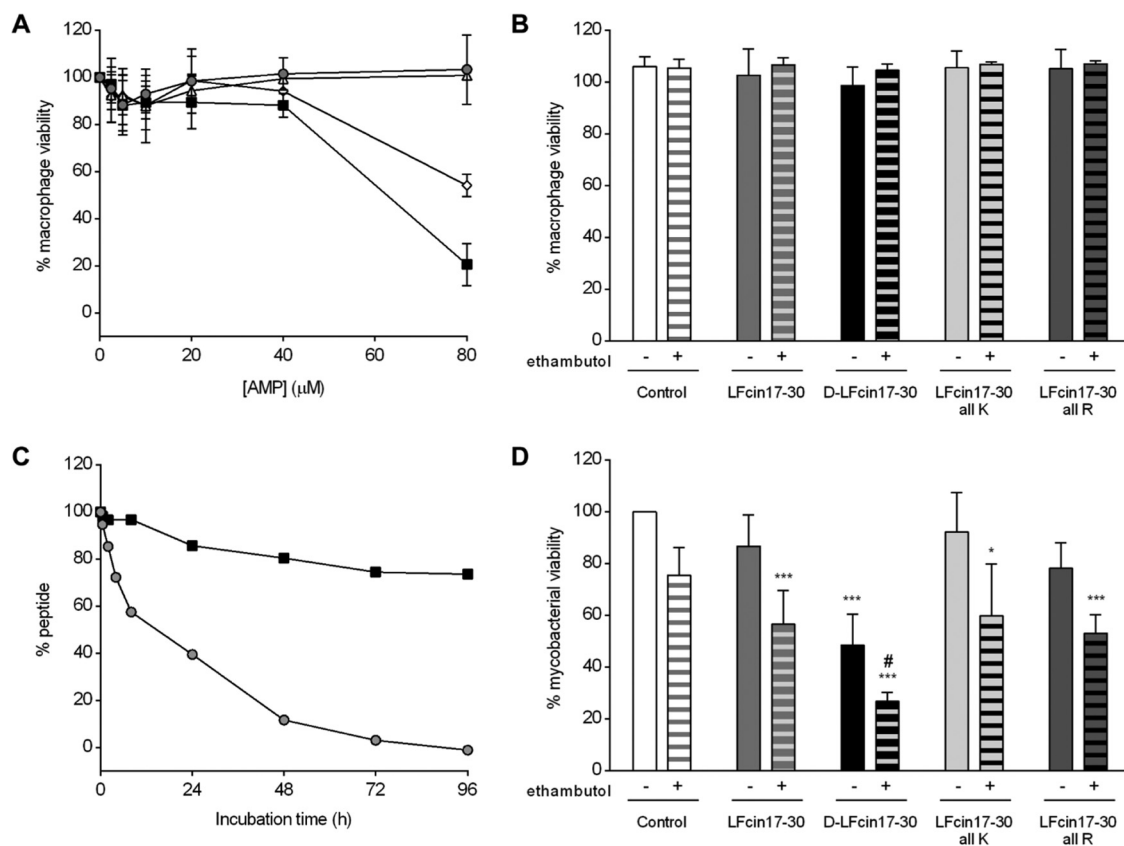 A
120
100
80
60
40
20
0
% macrophage viability
0 20 40 60 80
[AMP] (µM)
B
120
100
80
60
40
20
0
% macrophage viability
ethambutol - + - + - + - + - +
Control LFcin17-30 D-LFcin17-30 LFcin17-30 LFcin17-30
all K all R
C
120
100
80
60
40
20
0
% peptide
0 24 48 72 96
Incubation time (h)
D
120
100
80
60
40
20
0
% mycobacterial viability
*** *** # *** * ***
ethambutol - + - + - + - + - +
Control LFcin17-30 D-LFcin17-30 LFcin17-30 LFcin17-30
all K all R